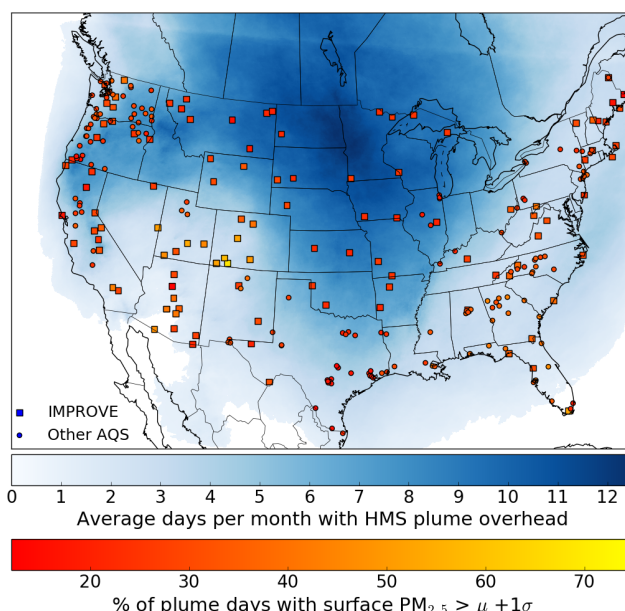 IMPROVE
Other AQS
0 1 2 3 4 5 6 7 8 9 10 11 12
Average days per month with HMS plume overhead
20 30 40 50 60 70
% of plume days with surface PM₂.₅ > μ +1σ